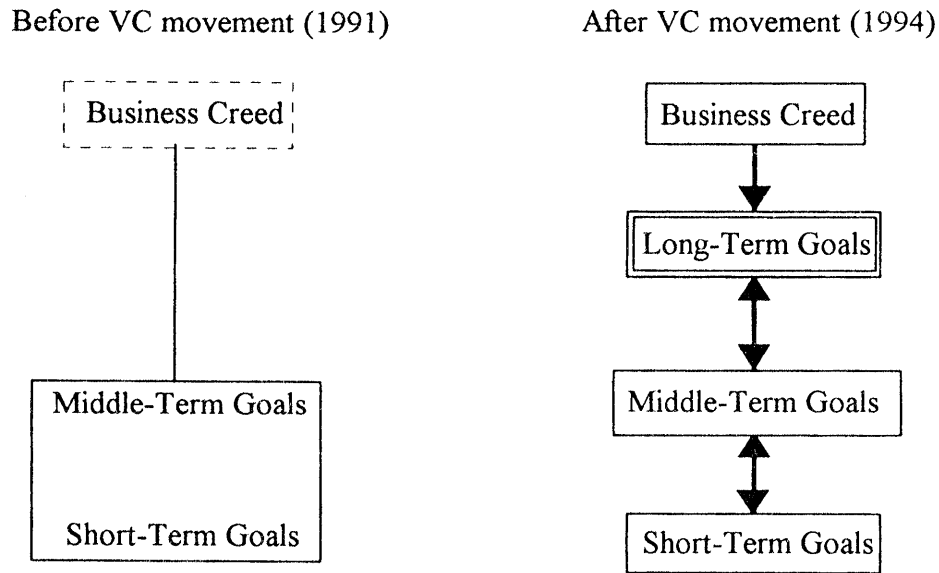 Before VC movement (1991)
Business Creed
Middle-Term Goals
Short-Term Goals
After VC movement (1994)
Business Creed
Long-Term Goals
Middle-Term Goals
Short-Term Goals